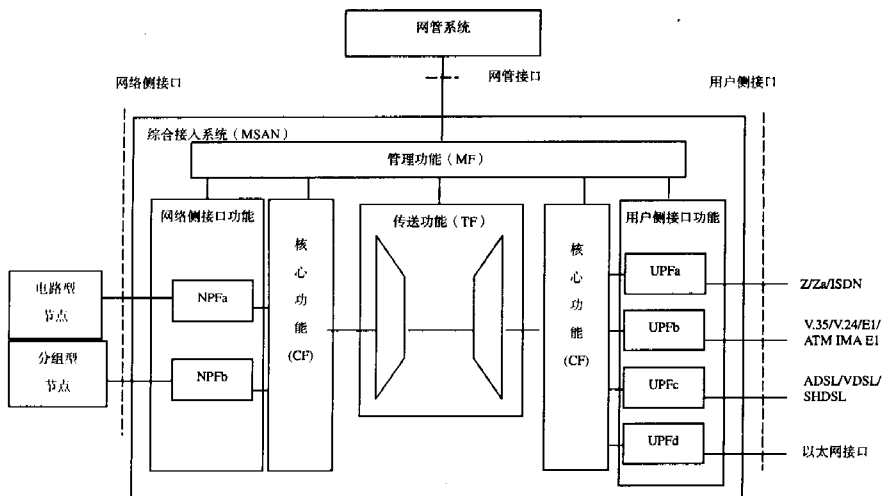 网管系统
网络侧接口
网管接口
用户侧接口
综合接入系统（MSAN）
管理功能（MF）
网络侧接口功能
核心功能(CF)
传送功能（TF）
核心功能(CF)
用户侧接口功能
电路型
节点
NPFa
分组型
节点
NPFb
UPFa
Z/Za/ISDN
UPFb
V.35/V.24/E1/
ATM IMA E1
UPFc
ADSL/VDSL/
SHDSL
UPFd
以太网接口